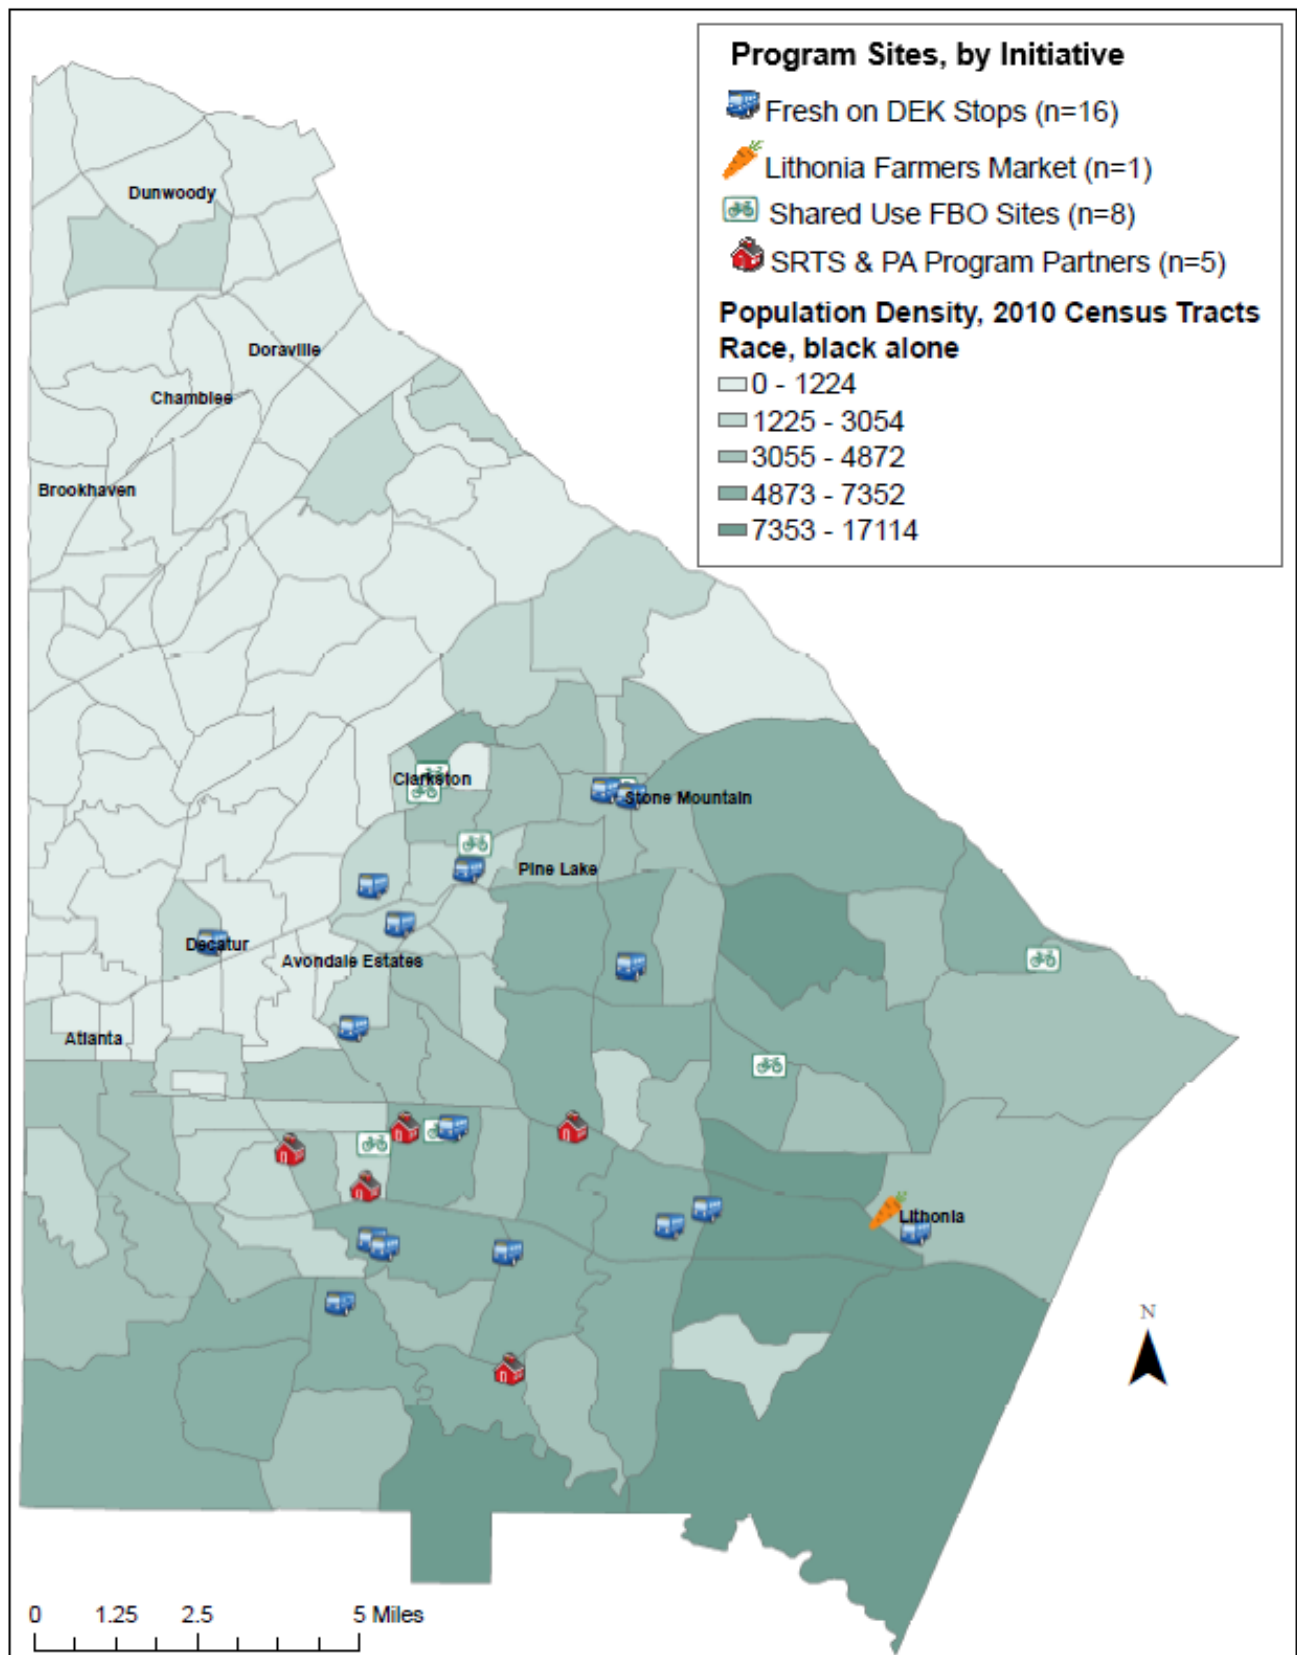 Program Sites, by Initiative
Fresh on DEK Stops (n=16)
Lithonia Farmers Market (n=1)
Shared Use FBO Sites (n=8)
SRTS & PA Program Partners (n=5)
Population Density, 2010 Census Tracts
Race, black alone
0 - 1224
1225 - 3054
3055 - 4872
4873 - 7352
7353 - 17114
Dunwoody
Doraville
Chamblee
Brookhaven
Clarkston
Stone Mountain
Pine Lake
Decatur
Avondale Estates
Atlanta
Lithonia
N
0 1.25 2.5 5 Miles